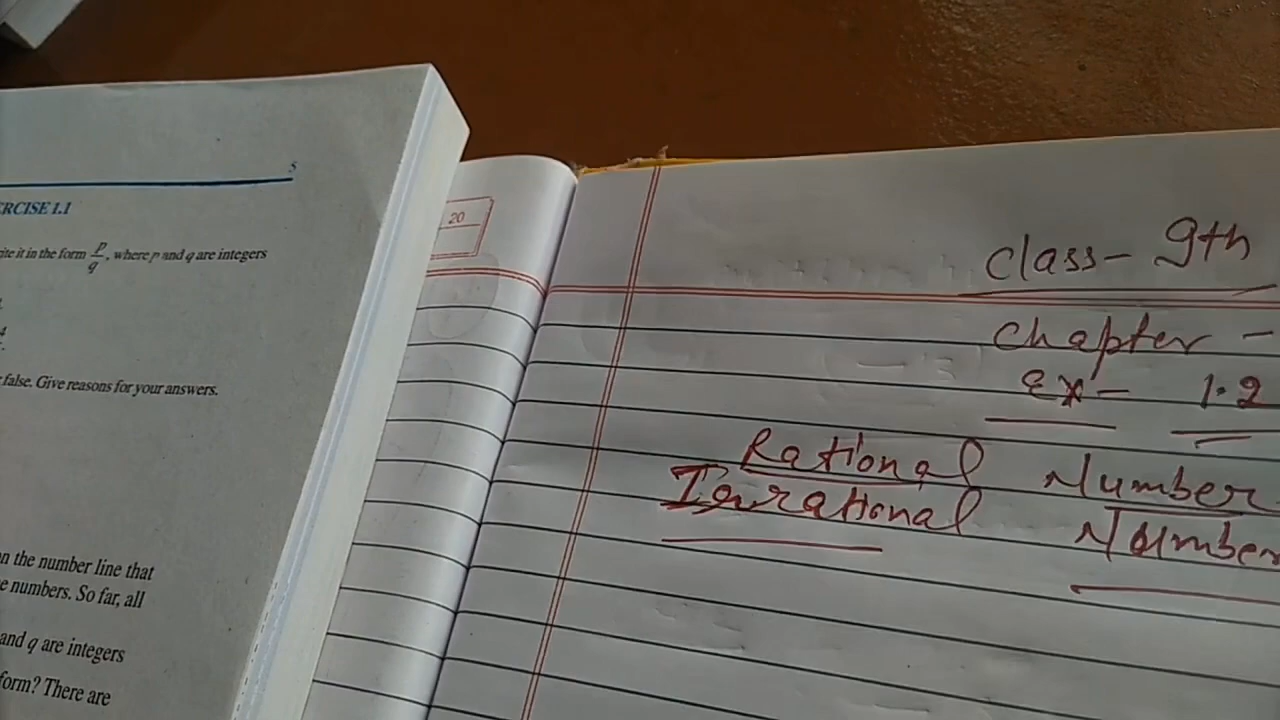 5
ERCISE 1.1
ite it in the form p/q, where p and q are integers
false. Give reasons for your answers.
n the number line that
e numbers. So far, all
and q are integers
form? There are
20
Class- 9th
Chapter -
Ex- 1.2
Rational Number
Irrational Number